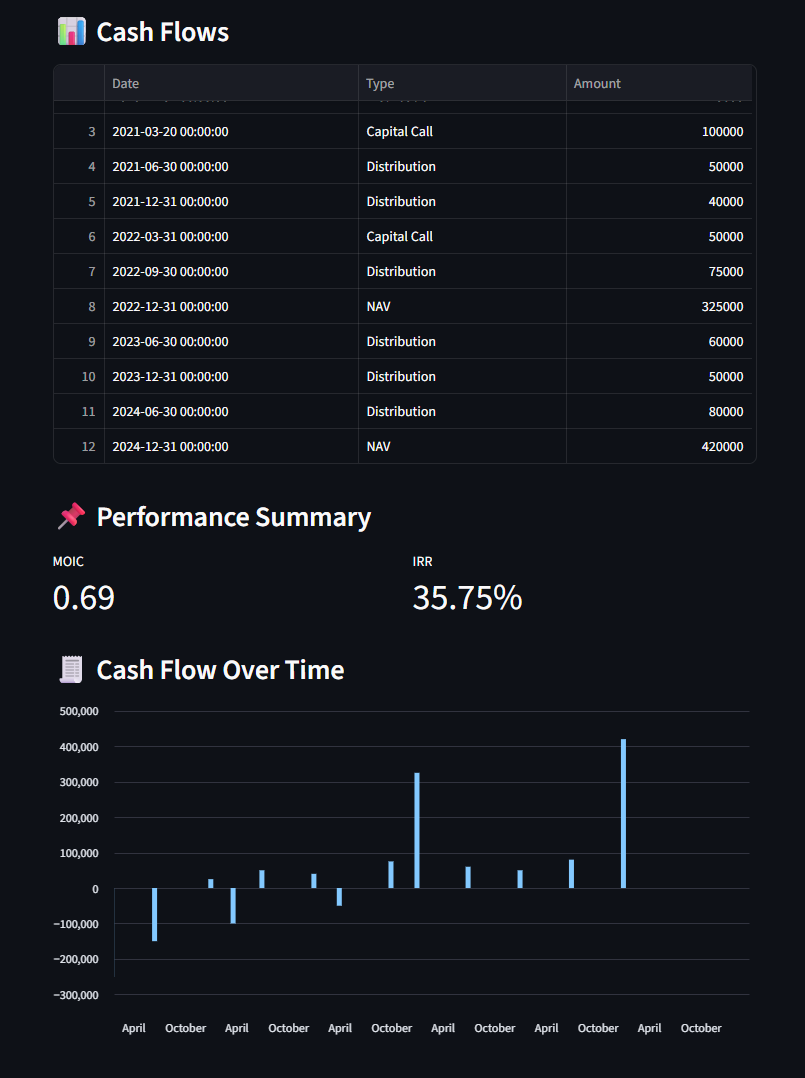 Cash Flows
Date Type Amount
3 2021-03-20 00:00:00 Capital Call 100000
4 2021-06-30 00:00:00 Distribution 50000
5 2021-12-31 00:00:00 Distribution 40000
6 2022-03-31 00:00:00 Capital Call 50000
7 2022-09-30 00:00:00 Distribution 75000
8 2022-12-31 00:00:00 NAV 325000
9 2023-06-30 00:00:00 Distribution 60000
10 2023-12-31 00:00:00 Distribution 50000
11 2024-06-30 00:00:00 Distribution 80000
12 2024-12-31 00:00:00 NAV 420000
Performance Summary
MOIC IRR
0.69 35.75%
Cash Flow Over Time
500,000
400,000
300,000
200,000
100,000
0
−100,000
−200,000
−300,000
April October April October April October April October April October April October